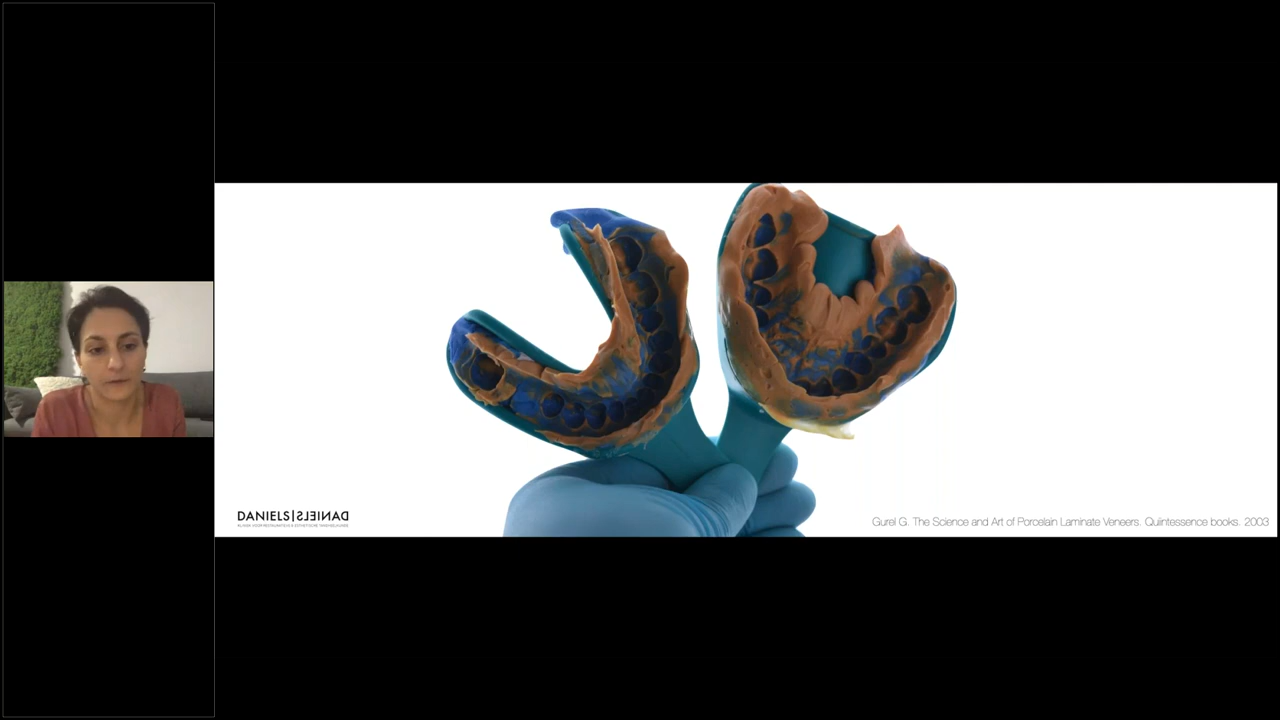 DANIELS|DANIELS
Gurel G. The Science and Art of Porcelain Laminate Veneers. Quintessence books. 2003